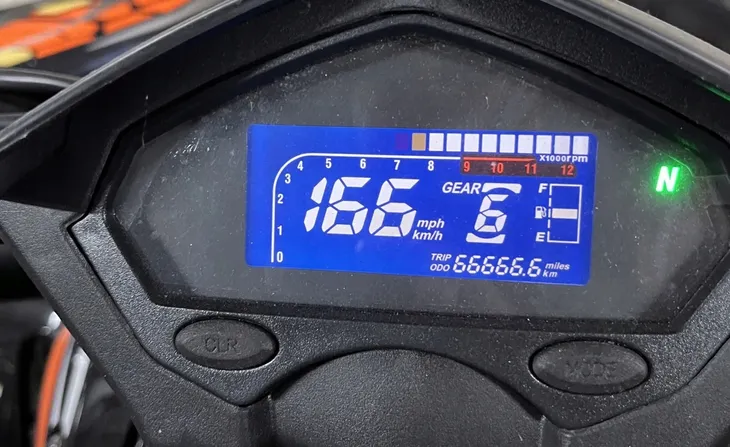 X1000rpm
3 4 5 6 7 8 9 10 11 12
2
1
0
166 mph km/h
GEAR 6
F
E
N
TRIP ODO 66666.6 miles km
CLR MODE